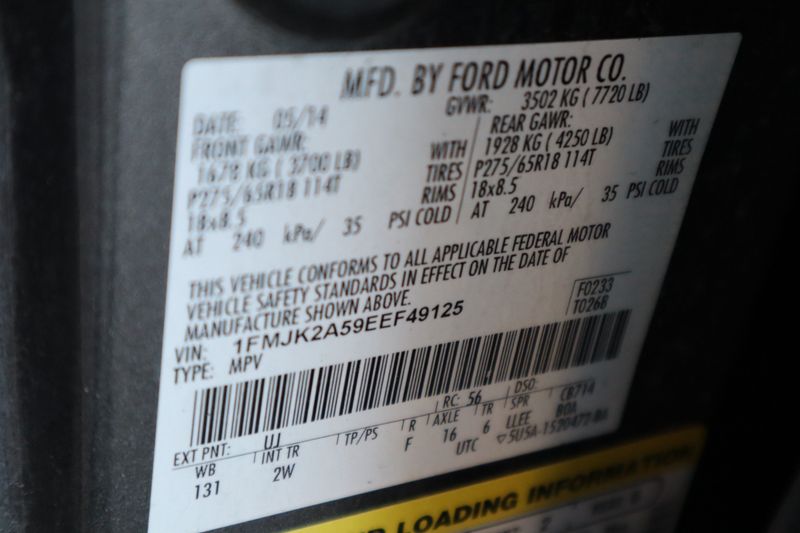 MFD. BY FORD MOTOR CO.
DATE: 05/14 GVWR: 3502 KG ( 7720 LB)
FRONT GAWR: REAR GAWR:
1678 KG ( 3700 LB) WITH 1928 KG ( 4250 LB) WITH
P275/65R18 114T TIRES P275/65R18 114T TIRES
18x8.5 RIMS 18x8.5 RIMS
AT 240 kPa/ 35 PSI COLD AT 240 kPa/ 35 PSI COLD
THIS VEHICLE CONFORMS TO ALL APPLICABLE FEDERAL MOTOR
VEHICLE SAFETY STANDARDS IN EFFECT ON THE DATE OF
MANUFACTURE SHOWN ABOVE.
F0233
T0268
VIN: 1FMJK2A59EEF49125
TYPE: MPV
EXT PNT: UJ RC: 56 DSO:
WB INT TR TP/PS R AXLE TR SPR CB714
131 2W F 16 6 LLEE BOA
UTC ▽5U5A-1520472-BA
LOADING INFORMATION